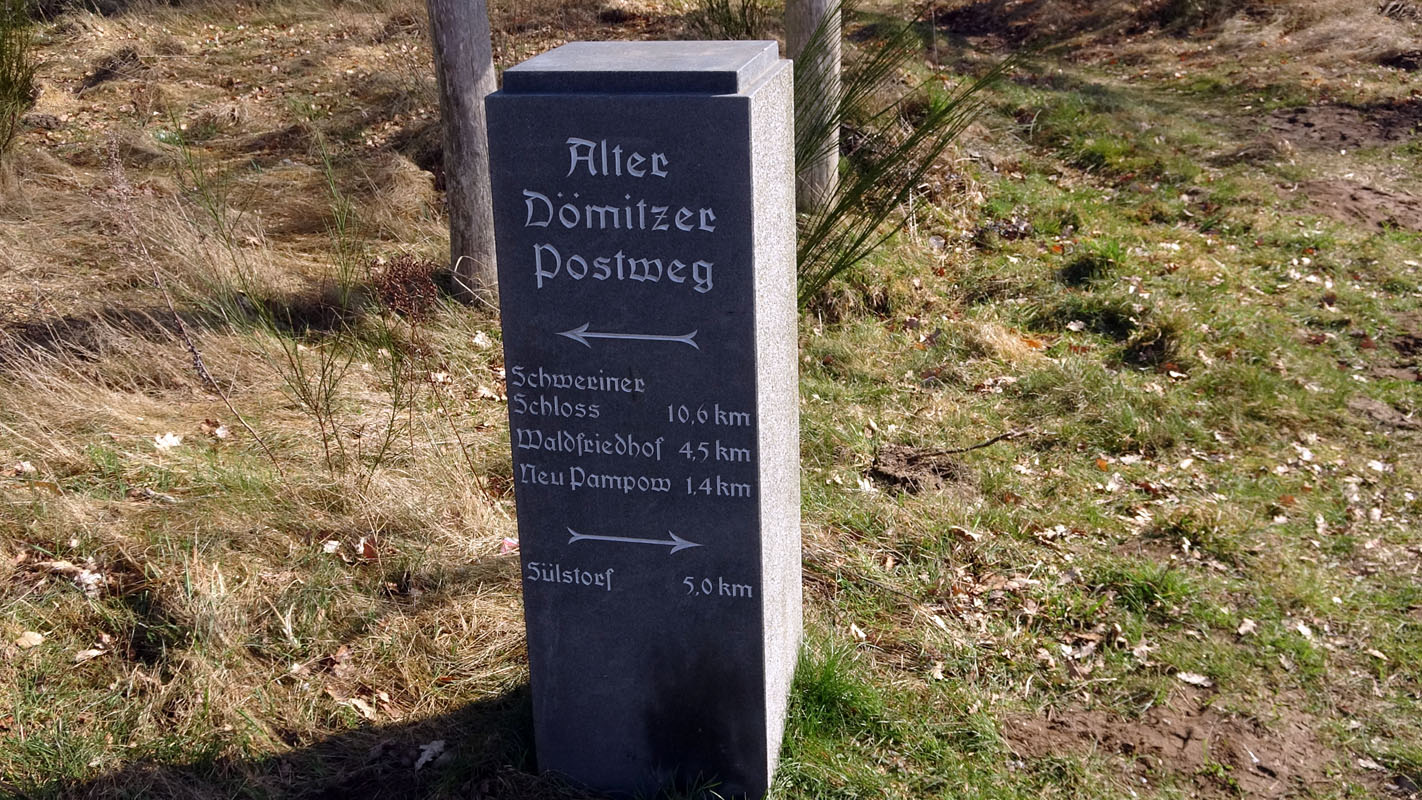 Alter
Dömitzer
Postweg
Schweriner
Schloss 10,6 km
Waldfriedhof 4,5 km
Neu Pampow 1,4 km
Sülstorf 5,0 km